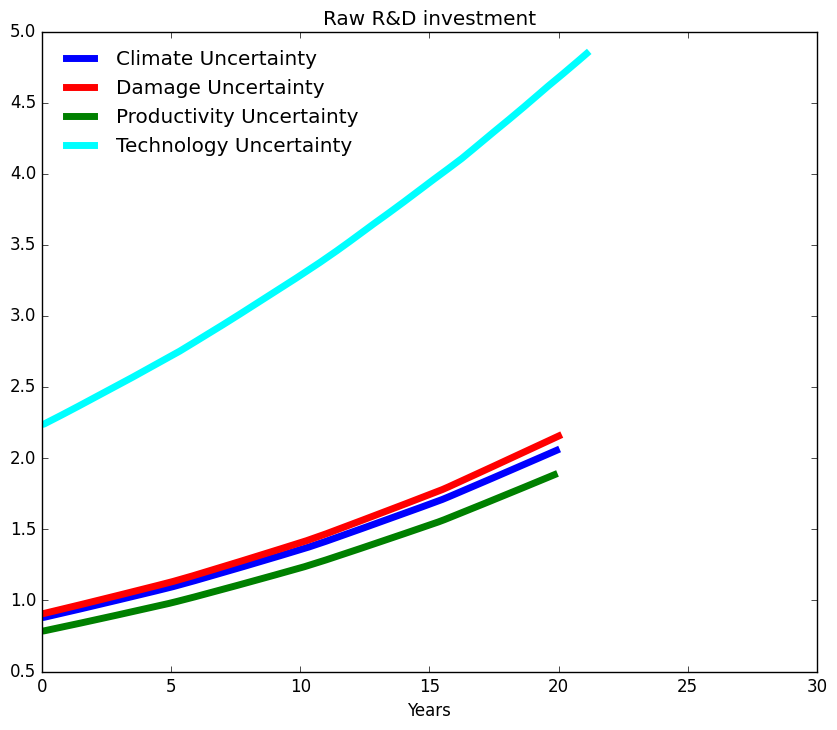 Raw R&D investment
5.0
4.5
4.0
3.5
3.0
2.5
2.0
1.5
1.0
0.5
Climate Uncertainty
Damage Uncertainty
Productivity Uncertainty
Technology Uncertainty
0 5 10 15 20 25 30
Years